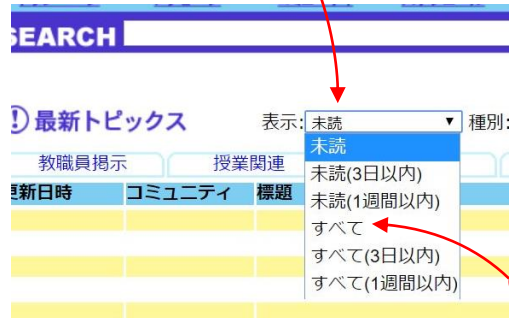 SEARCH
! 最新トピックス 表示: 未読 ▼ 種別:
教職員掲示 授業関連
更新日時 コミュニティ 標題
未読
未読(3日以内)
未読(1週間以内)
すべて
すべて(3日以内)
すべて(1週間以内)